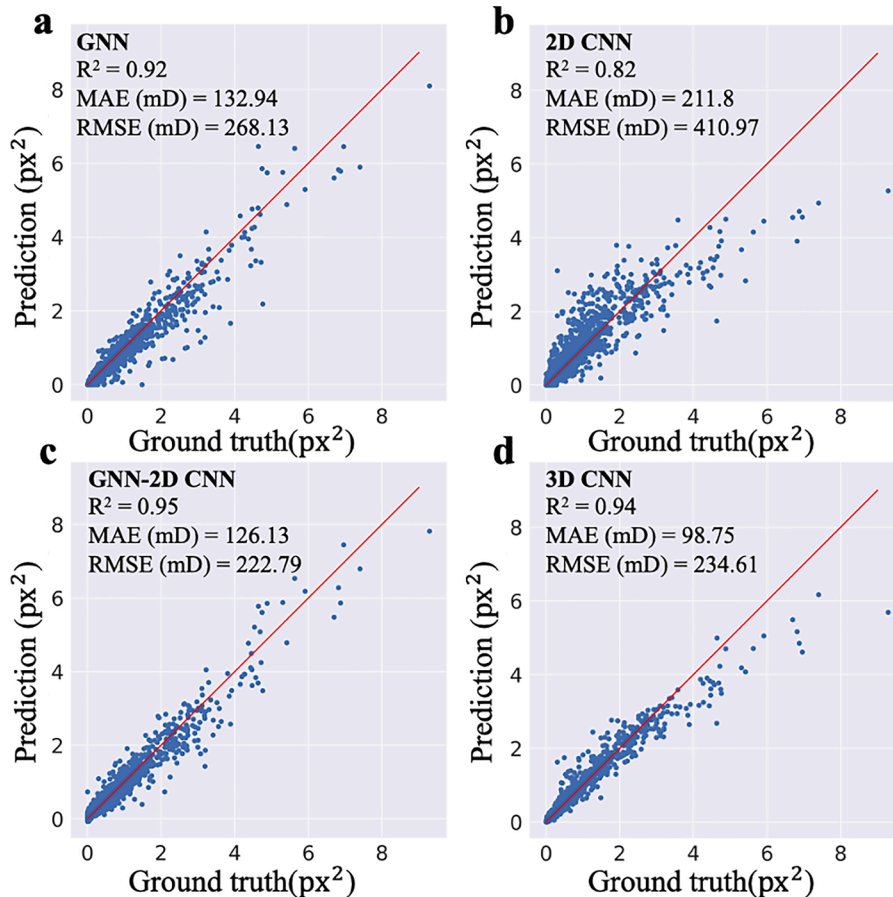 a
GNN
R² = 0.92
MAE (mD) = 132.94
RMSE (mD) = 268.13
Prediction (px²)
8
6
4
2
0
0 2 4 6 8
Ground truth(px²)
b
2D CNN
R² = 0.82
MAE (mD) = 211.8
RMSE (mD) = 410.97
Prediction (px²)
8
6
4
2
0
0 2 4 6 8
Ground truth(px²)
c
GNN-2D CNN
R² = 0.95
MAE (mD) = 126.13
RMSE (mD) = 222.79
Prediction (px²)
8
6
4
2
0
0 2 4 6 8
Ground truth(px²)
d
3D CNN
R² = 0.94
MAE (mD) = 98.75
RMSE (mD) = 234.61
Prediction (px²)
8
6
4
2
0
0 2 4 6 8
Ground truth(px²)